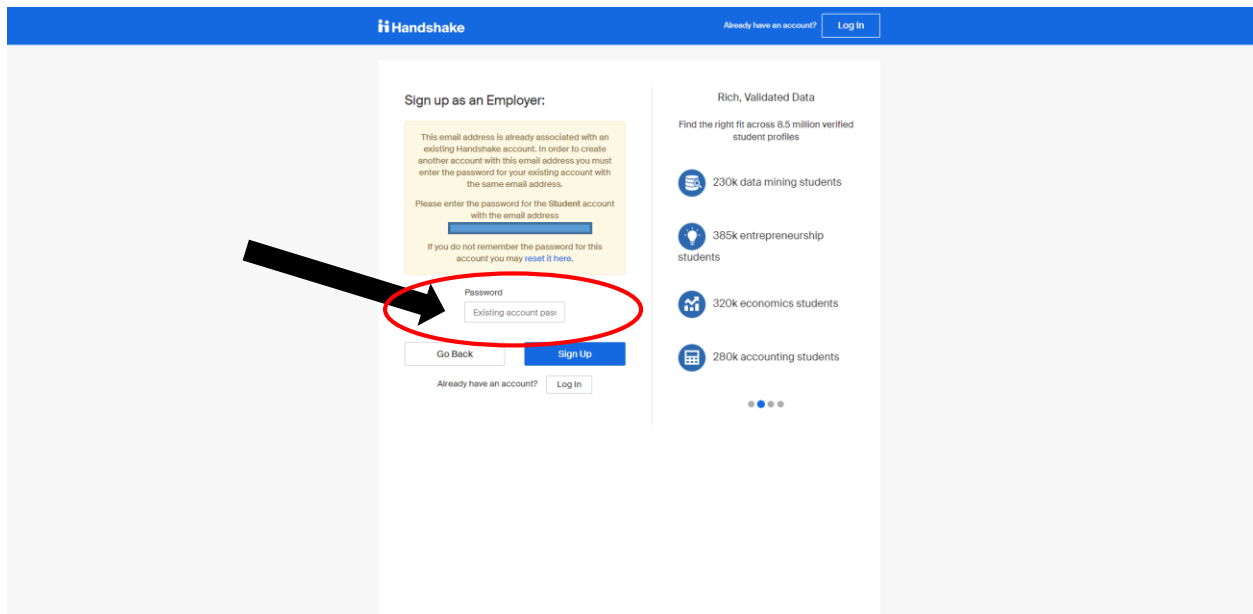 Handshake
Already have an account?
Log In
Sign up as an Employer:
This email address is already associated with an
existing Handshake account. In order to create
another account with this email address you must
enter the password for your existing account with
the same email address.
Please enter the password for the Student account
with the email address
If you do not remember the password for this
account you may reset it here.
Password
Existing account pass
Go Back
Sign Up
Already have an account?
Log In
Rich, Validated Data
Find the right fit across 8.5 million verified
student profiles
230k data mining students
385k entrepreneurship
students
320k economics students
280k accounting students